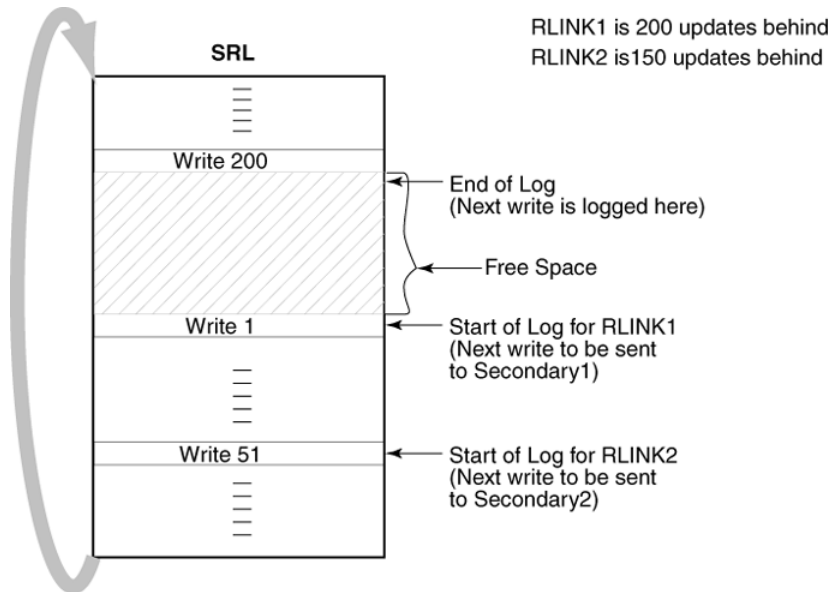 RLINK1 is 200 updates behind
RLINK2 is150 updates behind
SRL
Write 200
End of Log
(Next write is logged here)
Free Space
Write 1
Start of Log for RLINK1
(Next write to be sent
to Secondary1)
Write 51
Start of Log for RLINK2
(Next write to be sent
to Secondary2)